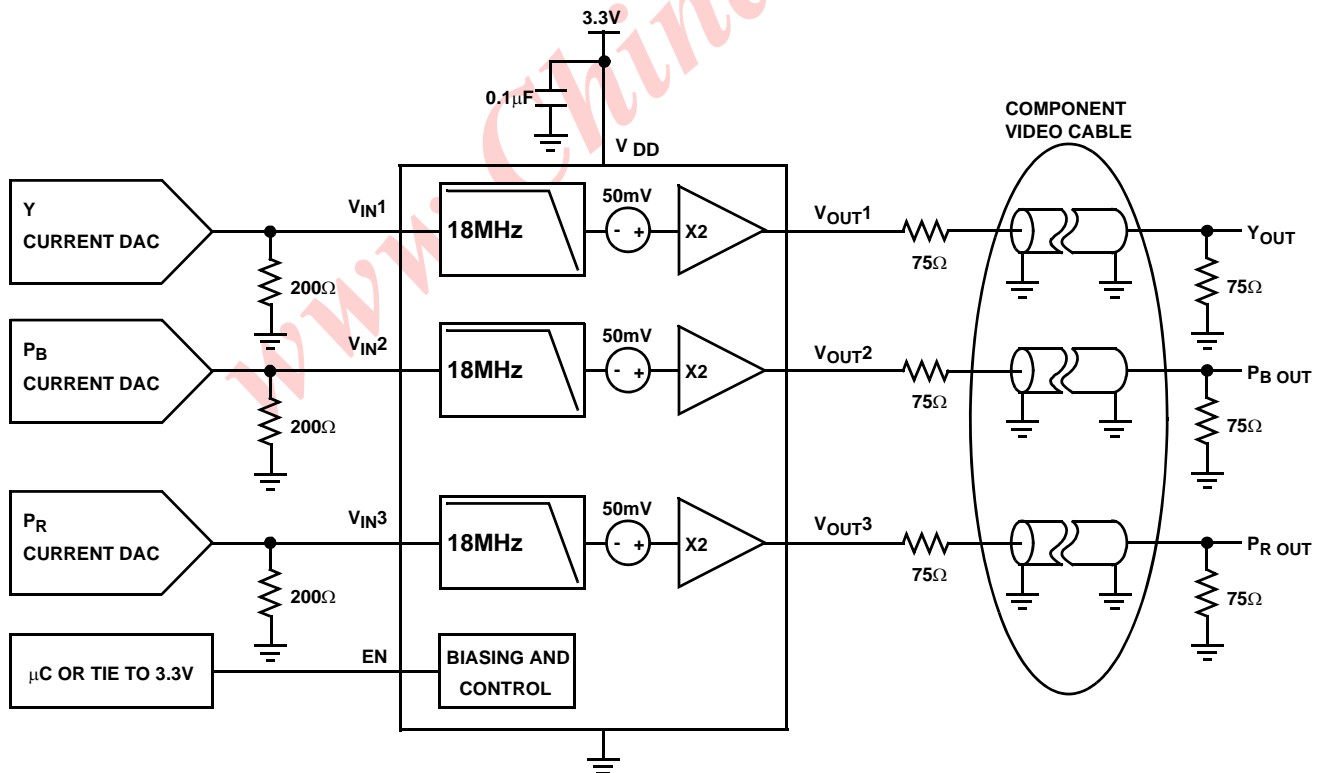 3.3V
0.1μF
V DD
COMPONENT
VIDEO CABLE
Y
CURRENT DAC
VIN1
200Ω
18MHz
50mV
- +
X2
VOUT1
75Ω
YOUT
75Ω
PB
CURRENT DAC
VIN2
200Ω
18MHz
50mV
- +
X2
VOUT2
75Ω
PB OUT
75Ω
PR
CURRENT DAC
VIN3
200Ω
18MHz
50mV
- +
X2
VOUT3
75Ω
PR OUT
75Ω
μC OR TIE TO 3.3V
EN
BIASING AND
CONTROL
www.China